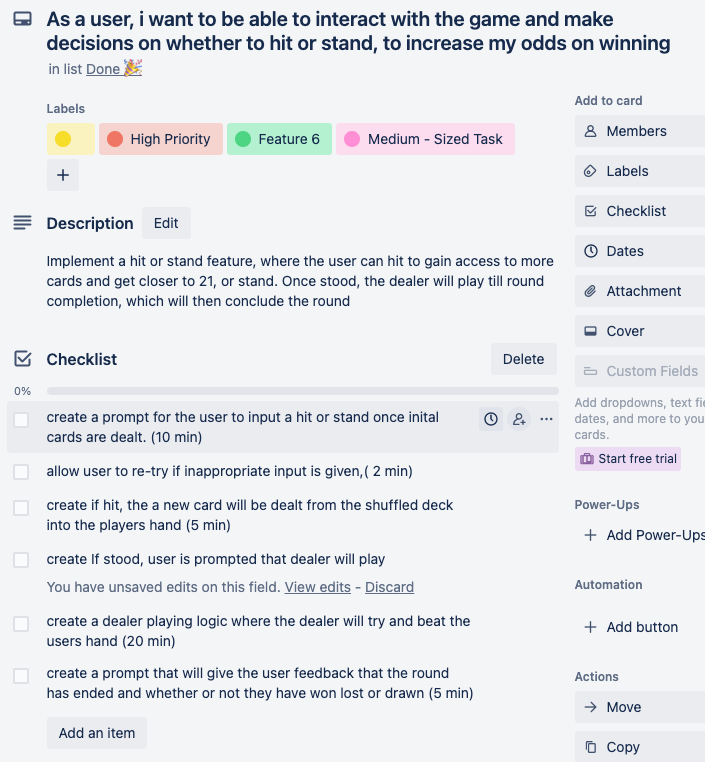 As a user, i want to be able to interact with the game and make
decisions on whether to hit or stand, to increase my odds on winning
in list Done 🎉
Labels
High Priority
Feature 6
Medium - Sized Task
+
Description
Edit
Implement a hit or stand feature, where the user can hit to gain access to more
cards and get closer to 21, or stand. Once stood, the dealer will play till round
completion, which will then conclude the round
Checklist
Delete
0%
create a prompt for the user to input a hit or stand once inital
cards are dealt. (10 min)
allow user to re-try if inappropriate input is given,( 2 min)
create if hit, the a new card will be dealt from the shuffled deck
into the players hand (5 min)
create If stood, user is prompted that dealer will play
You have unsaved edits on this field. View edits - Discard
create a dealer playing logic where the dealer will try and beat the
users hand (20 min)
create a prompt that will give the user feedback that the round
has ended and whether or not they have won lost or drawn (5 min)
Add an item
Add to card
Members
Labels
Checklist
Dates
Attachment
Cover
Custom Fields
Add dropdowns, text fie
dates, and more to you
cards.
Start free trial
Power-Ups
+ Add Power-Ups
Automation
+ Add button
Actions
Move
Copy